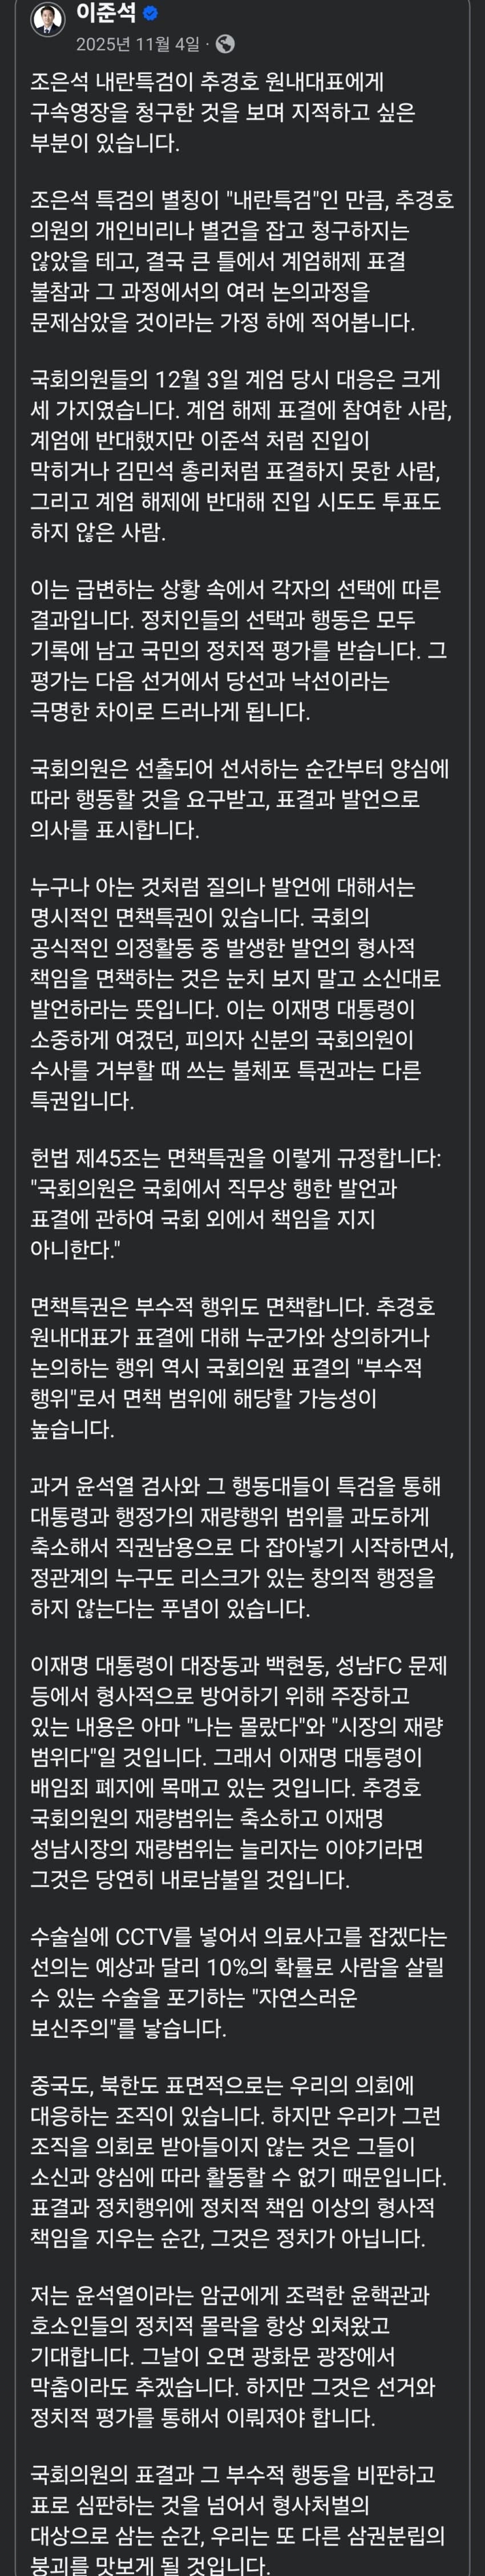 이준석
2025년 11월 4일 ·
조은석 내란특검이 추경호 원내대표에게
구속영장을 청구한 것을 보며 지적하고 싶은
부분이 있습니다.
조은석 특검의 별칭이 "내란특검"인 만큼, 추경호
의원의 개인비리나 별건을 잡고 청구하지는
않았을 테고, 결국 큰 틀에서 계엄해제 표결
불참과 그 과정에서의 여러 논의과정을
문제삼았을 것이라는 가정 하에 적어봅니다.
국회의원들의 12월 3일 계엄 당시 대응은 크게
세 가지였습니다. 계엄 해제 표결에 참여한 사람,
계엄에 반대했지만 이준석 처럼 진입이
막히거나 김민석 총리처럼 표결하지 못한 사람,
그리고 계엄 해제에 반대해 진입 시도도 투표도
하지 않은 사람.
이는 급변하는 상황 속에서 각자의 선택에 따른
결과입니다. 정치인들의 선택과 행동은 모두
기록에 남고 국민의 정치적 평가를 받습니다. 그
평가는 다음 선거에서 당선과 낙선이라는
극명한 차이로 드러나게 됩니다.
국회의원은 선출되어 선서하는 순간부터 양심에
따라 행동할 것을 요구받고, 표결과 발언으로
의사를 표시합니다.
누구나 아는 것처럼 질의나 발언에 대해서는
명시적인 면책특권이 있습니다. 국회의
공식적인 의정활동 중 발생한 발언의 형사적
책임을 면책하는 것은 눈치 보지 말고 소신대로
발언하라는 뜻입니다. 이는 이재명 대통령이
소중하게 여겼던, 피의자 신분의 국회의원이
수사를 거부할 때 쓰는 불체포 특권과는 다른
특권입니다.
헌법 제45조는 면책특권을 이렇게 규정합니다:
"국회의원은 국회에서 직무상 행한 발언과
표결에 관하여 국회 외에서 책임을 지지
아니한다."
면책특권은 부수적 행위도 면책합니다. 추경호
원내대표가 표결에 대해 누군가와 상의하거나
논의하는 행위 역시 국회의원 표결의 "부수적
행위"로서 면책 범위에 해당할 가능성이
높습니다.
과거 윤석열 검사와 그 행동대들이 특검을 통해
대통령과 행정가의 재량행위 범위를 과도하게
축소해서 직권남용으로 다 잡아넣기 시작하면서,
정관계의 누구도 리스크가 있는 창의적 행정을
하지 않는다는 푸념이 있습니다.
이재명 대통령이 대장동과 백현동, 성남FC 문제
등에서 형사적으로 방어하기 위해 주장하고
있는 내용은 아마 "나는 몰랐다"와 "시장의 재량
범위다"일 것입니다. 그래서 이재명 대통령이
배임죄 폐지에 목매고 있는 것입니다. 추경호
국회의원의 재량범위는 축소하고 이재명
성남시장의 재량범위는 늘리자는 이야기라면
그것은 당연히 내로남불일 것입니다.
수술실에 CCTV를 넣어서 의료사고를 잡겠다는
선의는 예상과 달리 10%의 확률로 사람을 살릴
수 있는 수술을 포기하는 "자연스러운
보신주의"를 낳습니다.
중국도, 북한도 표면적으로는 우리의 의회에
대응하는 조직이 있습니다. 하지만 우리가 그런
조직을 의회로 받아들이지 않는 것은 그들이
소신과 양심에 따라 활동할 수 없기 때문입니다.
표결과 정치행위에 정치적 책임 이상의 형사적
책임을 지우는 순간, 그것은 정치가 아닙니다.
저는 윤석열이라는 암군에게 조력한 윤핵관과
호소인들의 정치적 몰락을 항상 외쳐왔고
기대합니다. 그날이 오면 광화문 광장에서
막춤이라도 추겠습니다. 하지만 그것은 선거와
정치적 평가를 통해서 이뤄져야 합니다.
국회의원의 표결과 그 부수적 행동을 비판하고
표로 심판하는 것을 넘어서 형사처벌의
대상으로 삼는 순간, 우리는 또 다른 삼권분립의
붕괴를 맛보게 될 것입니다.